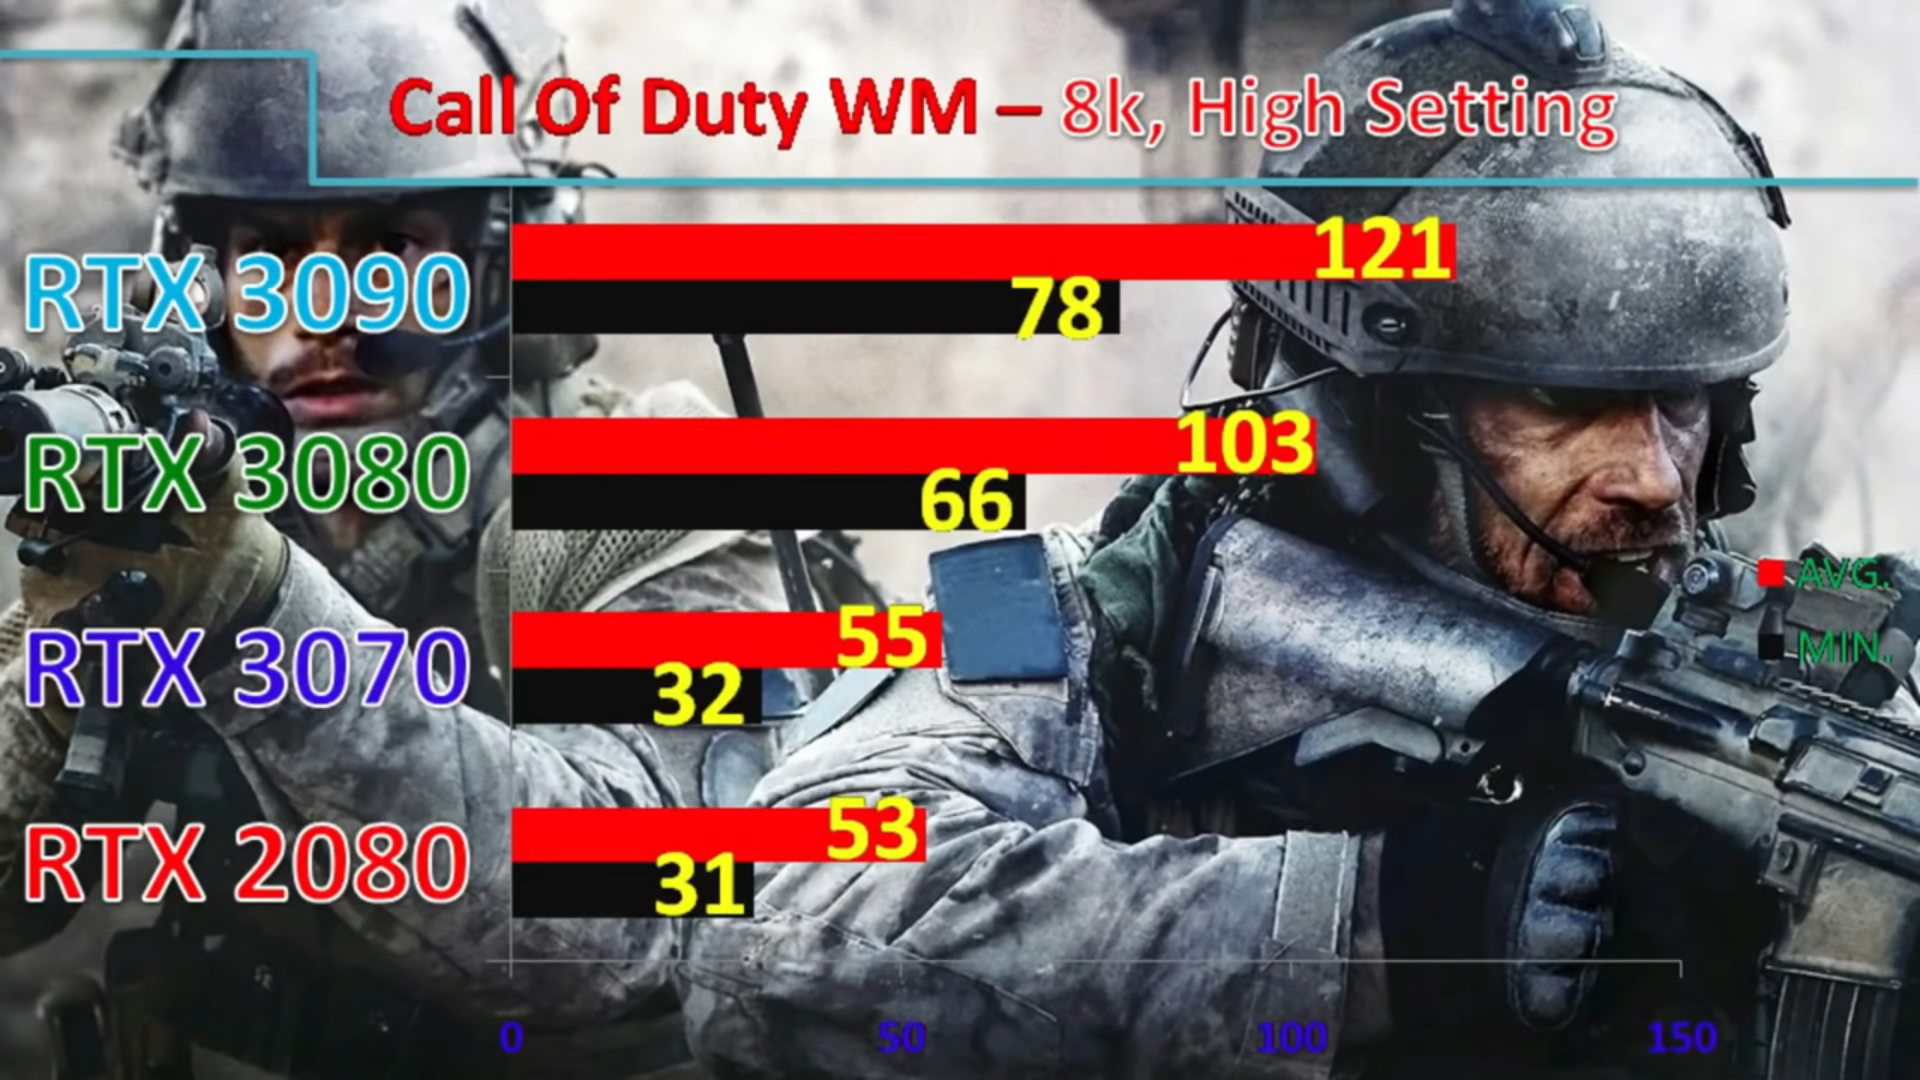 Call Of Duty WM – 8k, High Setting
RTX 3090
121
78
RTX 3080
103
66
RTX 3070
55
32
RTX 2080
53
31
AVG.
MIN.
0 50 100 150